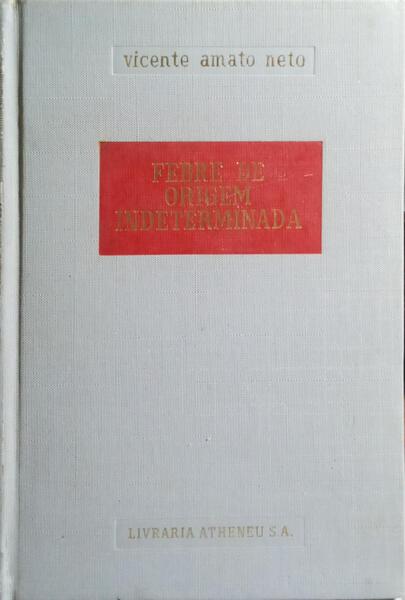 vicente amato neto
FEBRE DE
ORIGEM
INDETERMINADA
LIVRARIA ATHENEU S.A.